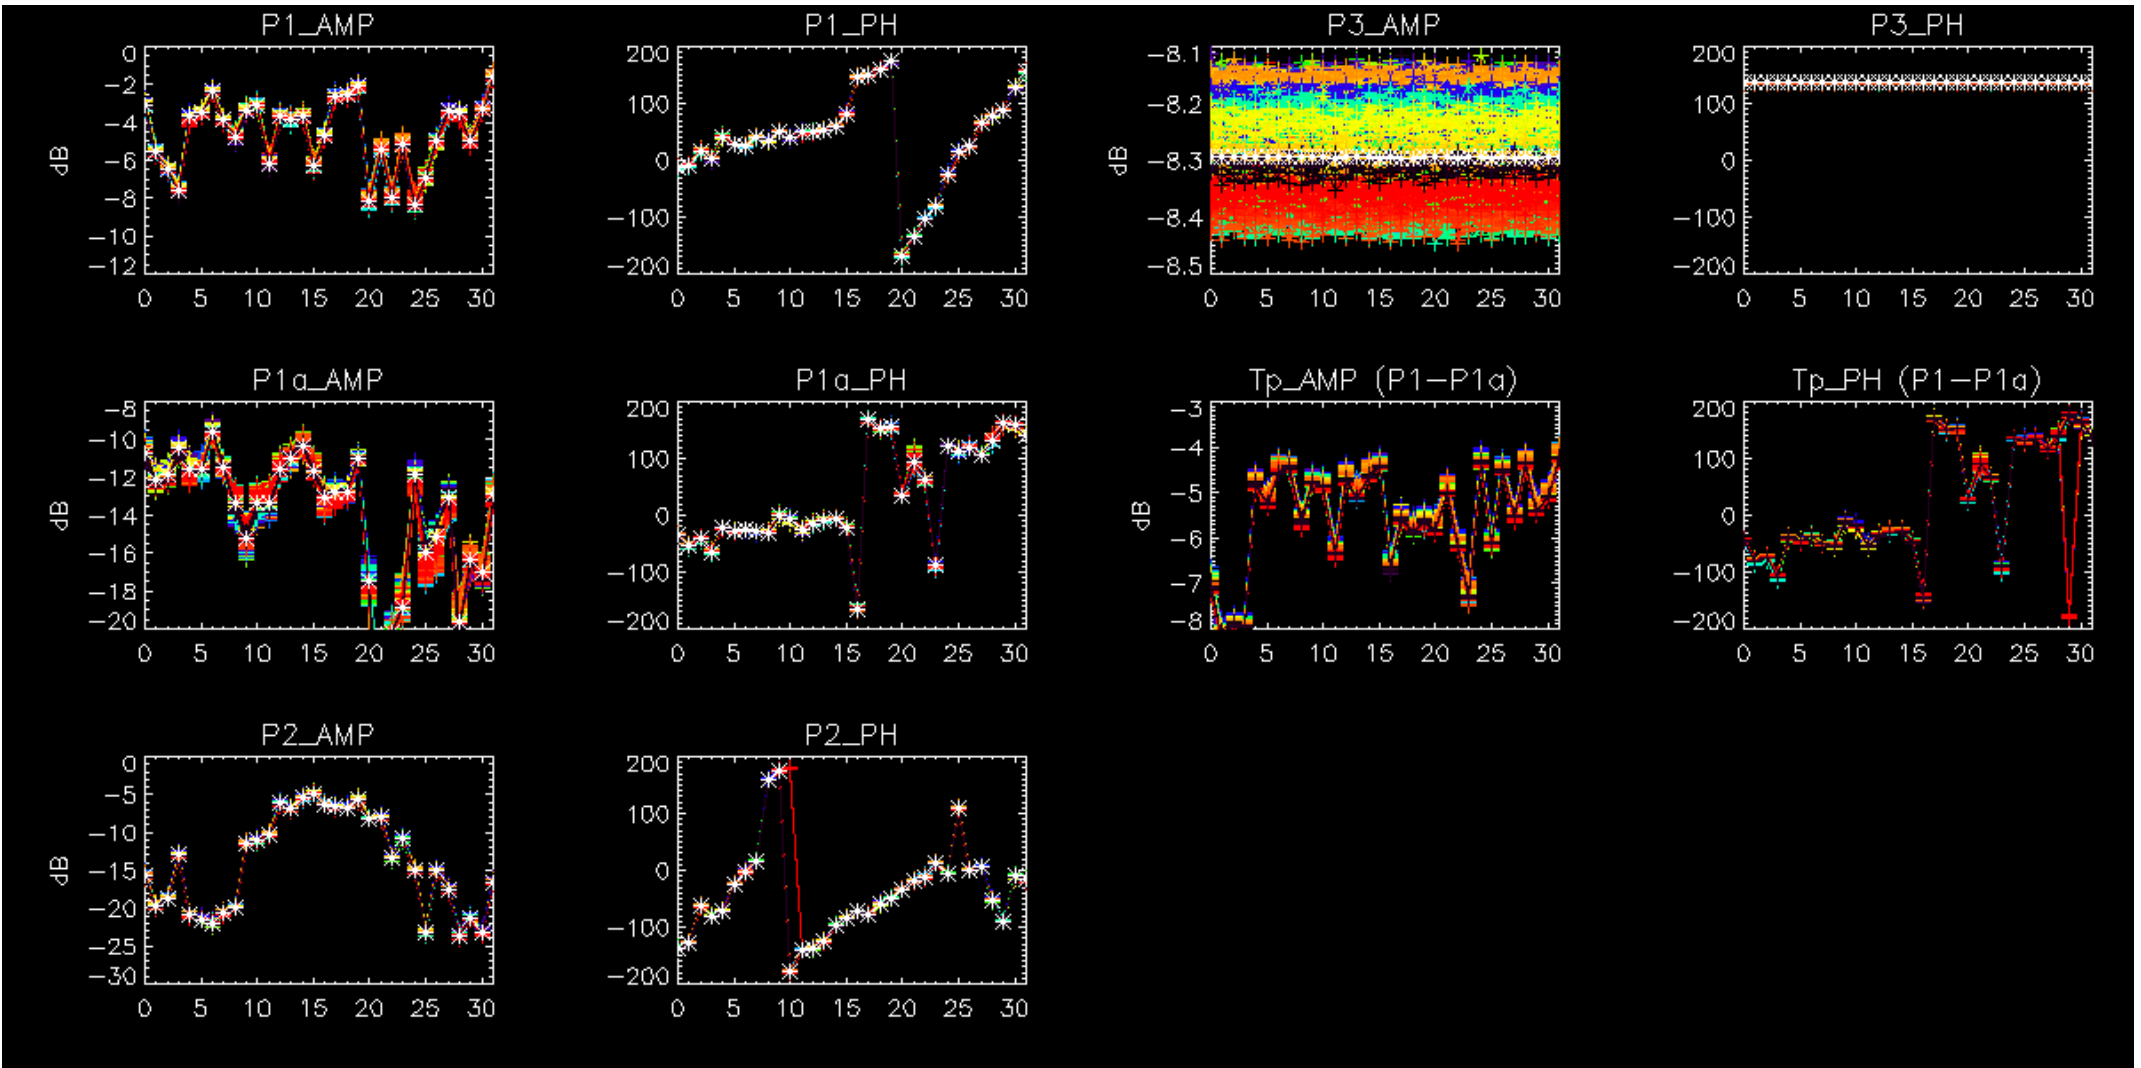 P1_AMP
0
−2
−4
−6
−8
−10
−12
dB
0 5 10 15 20 25 30
P1_PH
200
100
0
−100
−200
0 5 10 15 20 25 30
P3_AMP
−8.1
−8.2
−8.3
−8.4
−8.5
dB
0 5 10 15 20 25 30
P3_PH
200
100
0
−100
−200
0 5 10 15 20 25 30
P1a_AMP
−8
−10
−12
−14
−16
−18
−20
dB
0 5 10 15 20 25 30
P1a_PH
200
100
0
−100
−200
0 5 10 15 20 25 30
Tp_AMP (P1−P1a)
−3
−4
−5
−6
−7
−8
dB
0 5 10 15 20 25 30
Tp_PH (P1−P1a)
200
100
0
−100
−200
0 5 10 15 20 25 30
P2_AMP
0
−5
−10
−15
−20
−25
−30
dB
0 5 10 15 20 25 30
P2_PH
200
100
0
−100
−200
0 5 10 15 20 25 30